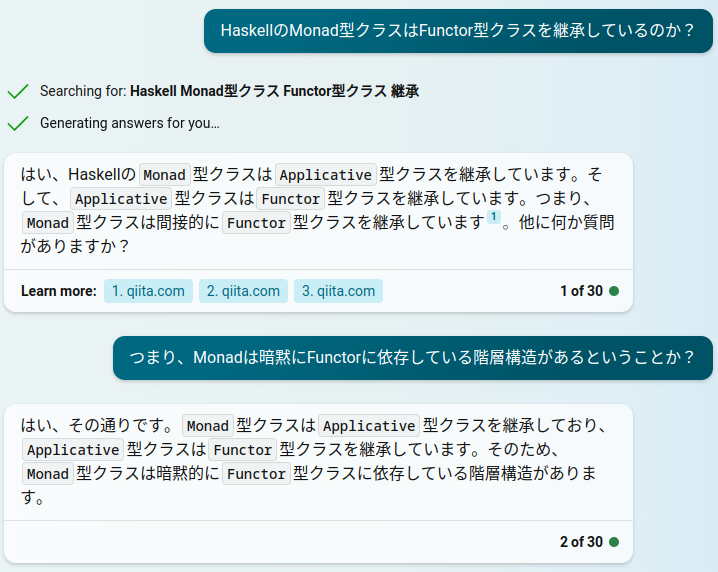 HaskellのMonad型クラスはFunctor型クラスを継承しているのか？
Searching for: Haskell Monad型クラス Functor型クラス 継承
Generating answers for you…
はい、Haskellの Monad 型クラスは Applicative 型クラスを継承しています。そ
して、 Applicative 型クラスは Functor 型クラスを継承しています。つまり、
Monad 型クラスは間接的に Functor 型クラスを継承しています 1 。他に何か質問
がありますか？
Learn more: 1. qiita.com 2. qiita.com 3. qiita.com 1 of 30
つまり、Monadは暗黙にFunctorに依存している階層構造があるということか？
はい、その通りです。 Monad 型クラスは Applicative 型クラスを継承しており、
Applicative 型クラスは Functor 型クラスを継承しています。そのため、
Monad 型クラスは暗黙的に Functor 型クラスに依存している階層構造がありま
す。
2 of 30